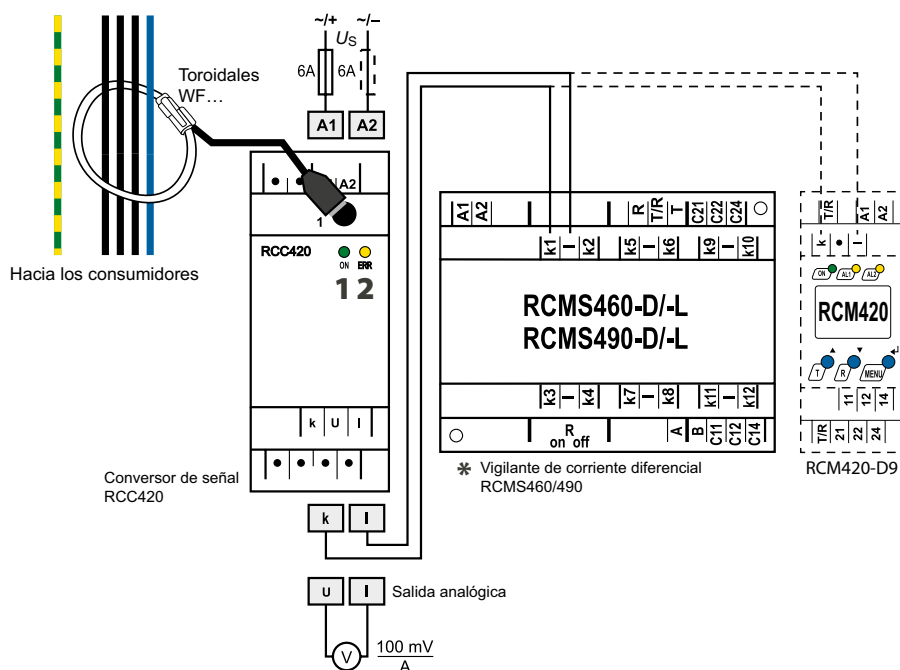 ~/+ ~/–
US
6A 6A
Toroidales
WF…
A1 A2
A2
1
Hacia los consumidores
RCC420
ON ERR
1 2
k U l
Conversor de señal
RCC420
k l
U l
Salida analógica
V
100 mV
A
A1 A2 R T/R T C21 C22 C24
k1 l k2 k5 l k6 k9 l k10
RCMS460-D/-L
RCMS490-D/-L
k3 l k4 k7 l k8 k11 l k12
R
on off
A B C11 C12 C14
* Vigilante de corriente diferencial
RCMS460/490
T/R A1 A2
k l
ON AL1 AL2
RCM420
T R MENU
11 12 14
T/R 21 22 24
RCM420-D9